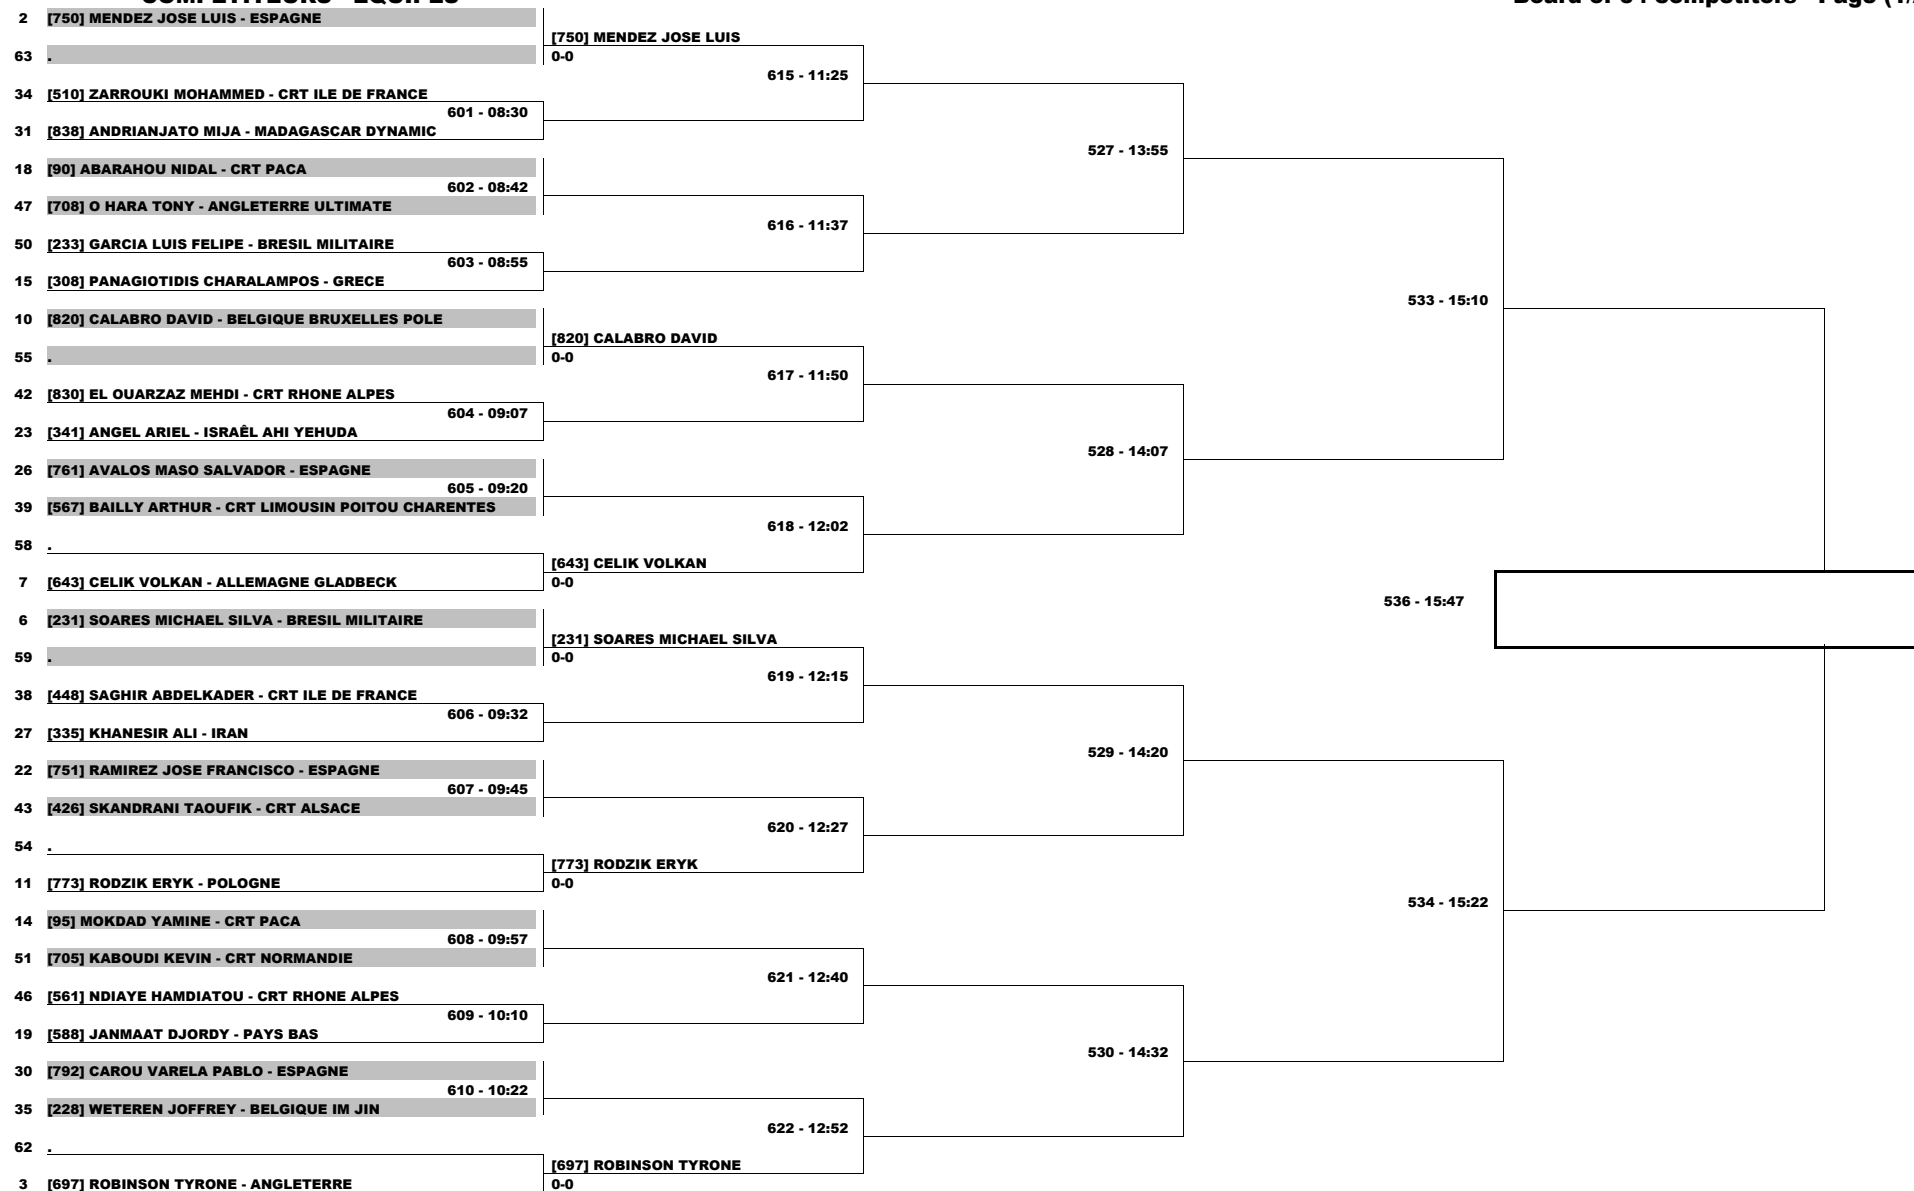 2 [750] MENDEZ JOSE LUIS - ESPAGNE
[750] MENDEZ JOSE LUIS
63 .
0-0
615 - 11:25
34 [510] ZARROUKI MOHAMMED - CRT ILE DE FRANCE
601 - 08:30
31 [838] ANDRIANJATO MIJA - MADAGASCAR DYNAMIC
527 - 13:55
18 [90] ABARAHOU NIDAL - CRT PACA
602 - 08:42
47 [708] O HARA TONY - ANGLETERRE ULTIMATE
616 - 11:37
50 [233] GARCIA LUIS FELIPE - BRESIL MILITAIRE
603 - 08:55
15 [308] PANAGIOTIDIS CHARALAMPOS - GRECE
533 - 15:10
10 [820] CALABRO DAVID - BELGIQUE BRUXELLES POLE
[820] CALABRO DAVID
55 .
0-0
617 - 11:50
42 [830] EL OUARZAZ MEHDI - CRT RHONE ALPES
604 - 09:07
23 [341] ANGEL ARIEL - ISRAÊL AHI YEHUDA
528 - 14:07
26 [761] AVALOS MASO SALVADOR - ESPAGNE
605 - 09:20
39 [567] BAILLY ARTHUR - CRT LIMOUSIN POITOU CHARENTES
618 - 12:02
58 .
[643] CELIK VOLKAN
7 [643] CELIK VOLKAN - ALLEMAGNE GLADBECK
0-0
536 - 15:47
6 [231] SOARES MICHAEL SILVA - BRESIL MILITAIRE
[231] SOARES MICHAEL SILVA
59 .
0-0
619 - 12:15
38 [448] SAGHIR ABDELKADER - CRT ILE DE FRANCE
606 - 09:32
27 [335] KHANESIR ALI - IRAN
529 - 14:20
22 [751] RAMIREZ JOSE FRANCISCO - ESPAGNE
607 - 09:45
43 [426] SKANDRANI TAOUFIK - CRT ALSACE
620 - 12:27
54 .
[773] RODZIK ERYK
11 [773] RODZIK ERYK - POLOGNE
0-0
534 - 15:22
14 [95] MOKDAD YAMINE - CRT PACA
608 - 09:57
51 [705] KABOUDI KEVIN - CRT NORMANDIE
621 - 12:40
46 [561] NDIAYE HAMDIATOU - CRT RHONE ALPES
609 - 10:10
19 [588] JANMAAT DJORDY - PAYS BAS
530 - 14:32
30 [792] CAROU VARELA PABLO - ESPAGNE
610 - 10:22
35 [228] WETEREN JOFFREY - BELGIQUE IM JIN
622 - 12:52
62 .
[697] ROBINSON TYRONE
3 [697] ROBINSON TYRONE - ANGLETERRE
0-0